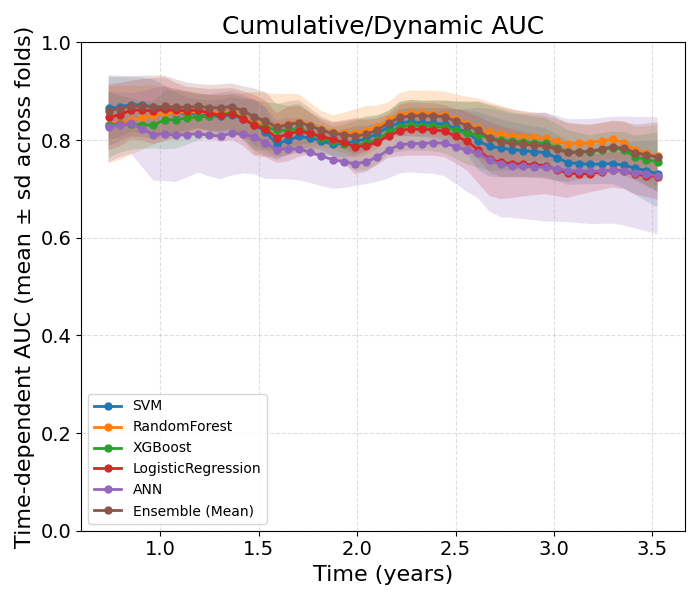 Cumulative/Dynamic AUC
Time-dependent AUC (mean ± sd across folds)
1.0
0.8
0.6
0.4
0.2
0.0
SVM
RandomForest
XGBoost
LogisticRegression
ANN
Ensemble (Mean)
1.0 1.5 2.0 2.5 3.0 3.5
Time (years)